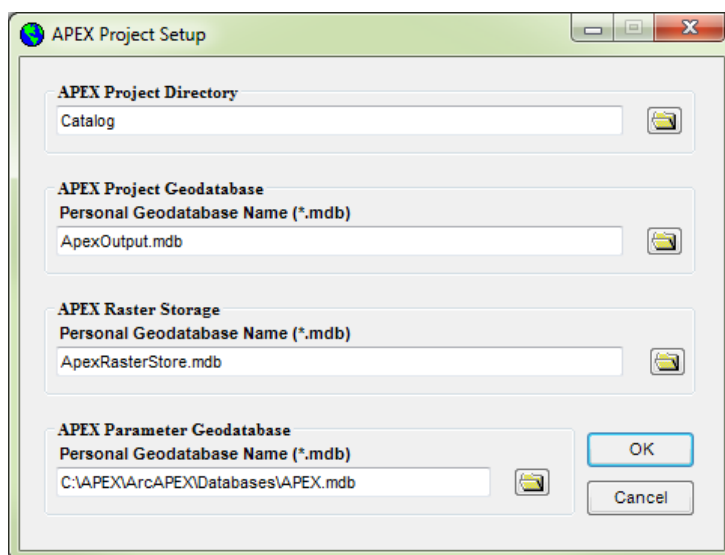 APEX Project Setup
APEX Project Directory
Catalog
APEX Project Geodatabase
Personal Geodatabase Name (*.mdb)
ApexOutput.mdb
APEX Raster Storage
Personal Geodatabase Name (*.mdb)
ApexRasterStore.mdb
APEX Parameter Geodatabase
Personal Geodatabase Name (*.mdb)
C:\APEX\ArcAPEX\Databases\APEX.mdb
OK
Cancel